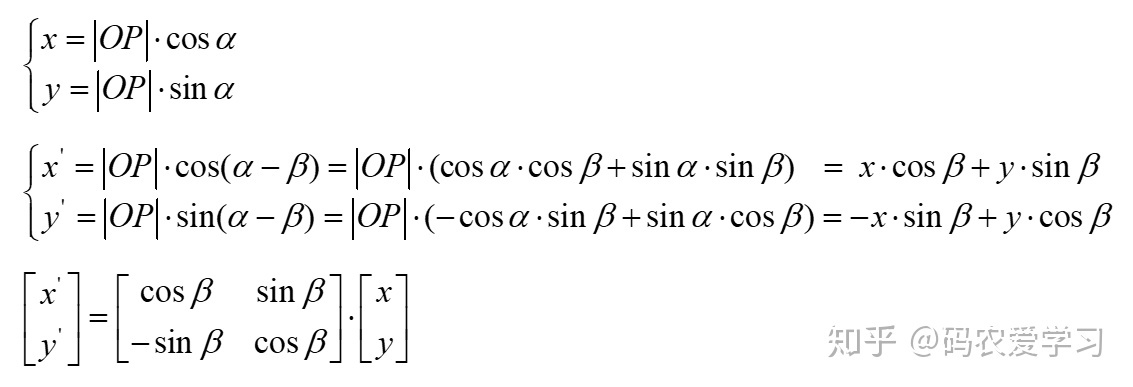 x = |OP| · cos α
y = |OP| · sin α
x' = |OP| · cos(α − β) = |OP| · (cos α · cos β + sin α · sin β) = x · cos β + y · sin β
y' = |OP| · sin(α − β) = |OP| · (−cos α · sin β + sin α · cos β) = −x · sin β + y · cos β
[x'] = [cos β sin β] · [x]
[y'] = [−sin β cos β] · [y]
知乎 @码农爱学习